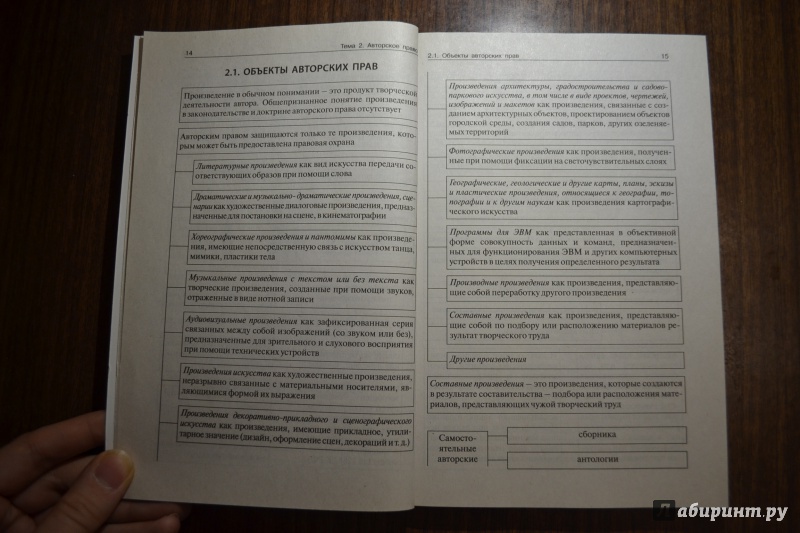 14
Тема 2. Авторское право
2.1. ОБЪЕКТЫ АВТОРСКИХ ПРАВ
Произведение в обычном понимании – это продукт творческой
деятельности автора. Общепризнанное понятие произведения
в законодательстве и доктрине авторского права отсутствует
Авторским правом защищаются только те произведения, кото-
рым может быть предоставлена правовая охрана
Литературные произведения как вид искусства передачи со-
ответствующих образов при помощи слова
Драматические и музыкально-драматические произведения, сце-
нарии как художественные диалоговые произведения, предназ-
наченные для постановки на сцене, в кинематографии
Хореографические произведения и пантомимы как произведе-
ния, имеющие непосредственную связь с искусством танца,
мимики, пластики тела
Музыкальные произведения с текстом или без текста как
творческие произведения, созданные при помощи звуков,
отраженные в виде нотной записи
Аудиовизуальные произведения как зафиксированная серия
связанных между собой изображений (со звуком или без),
предназначенные для зрительного и слухового восприятия
при помощи технических устройств
Произведения искусства как художественные произведения,
неразрывно связанные с материальными носителями, яв-
ляющимися формой их выражения
Произведения декоративно-прикладного и сценографического
искусства как произведения, имеющие прикладное, утили-
тарное значение (дизайн, оформление сцен, декораций и т. д.)
2.1. Объекты авторских прав
15
Произведения архитектуры, градостроительства и садово-
паркового искусства, в том числе в виде проектов, чертежей,
изображений и макетов как произведения, связанные с соз-
данием архитектурных объектов, проектированием объектов
городской среды, создания садов, парков, других озеленяе-
мых территорий
Фотографические произведения как произведения, получен-
ные при помощи фиксации на светочувствительных слоях
Географические, геологические и другие карты, планы, эскизы
и пластические произведения, относящиеся к географии, то-
пографии и к другим наукам как произведения картографи-
ческого искусства
Программы для ЭВМ как представленная в объективной
форме совокупность данных и команд, предназначен-
ных для функционирования ЭВМ и других компьютерных
устройств в целях получения определенного результата
Производные произведения как произведения, представляю-
щие собой переработку другого произведения
Составные произведения как произведения, представляю-
щие собой по подбору или расположению материалов ре-
зультат творческого труда
Другие произведения
Составные произведения – это произведения, которые создаются
в результате составительства – подбора или расположения мате-
риалов, представляющих чужой творческий труд
Самосто-
ятельные
авторские
сборника
антологии
Лабиринт.ру